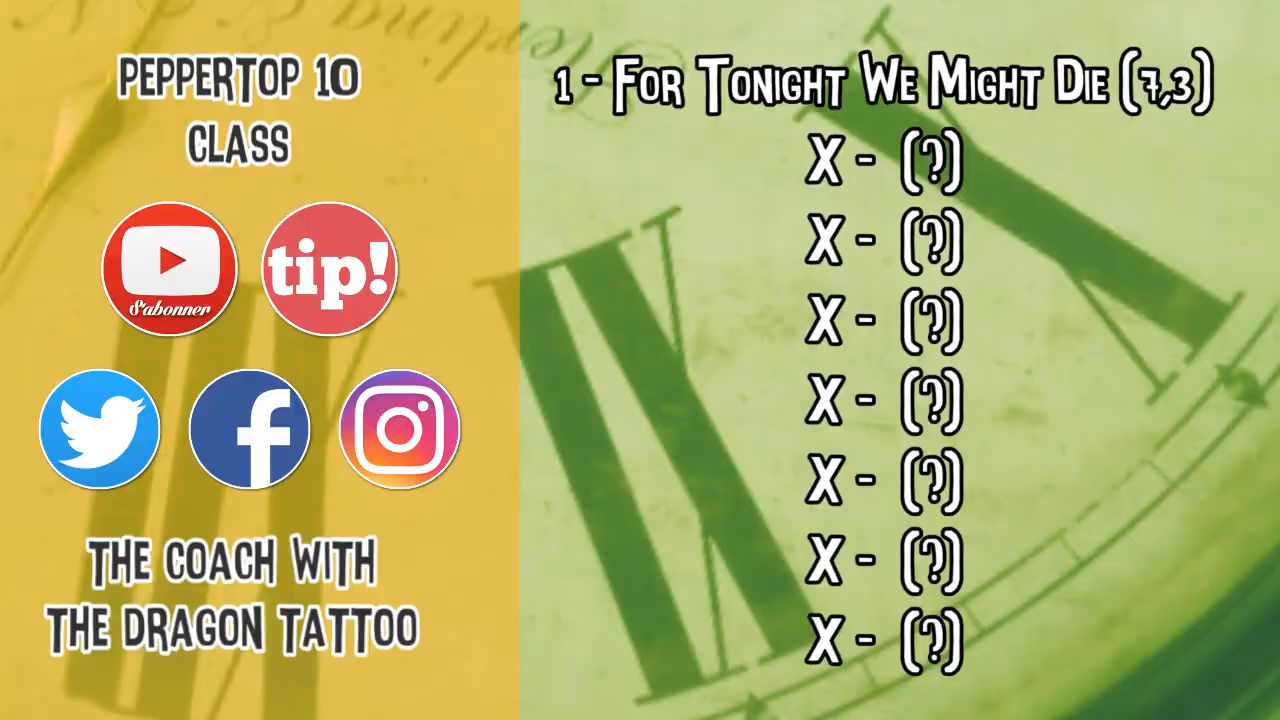 PEPPERTOP 10
CLASS
S'abonner
tip!
THE COACH WITH
THE DRAGON TATTOO
1 - FOR TONIGHT WE MIGHT DIE (7,3)
X - (?)
X - (?)
X - (?)
X - (?)
X - (?)
X - (?)
X - (?)